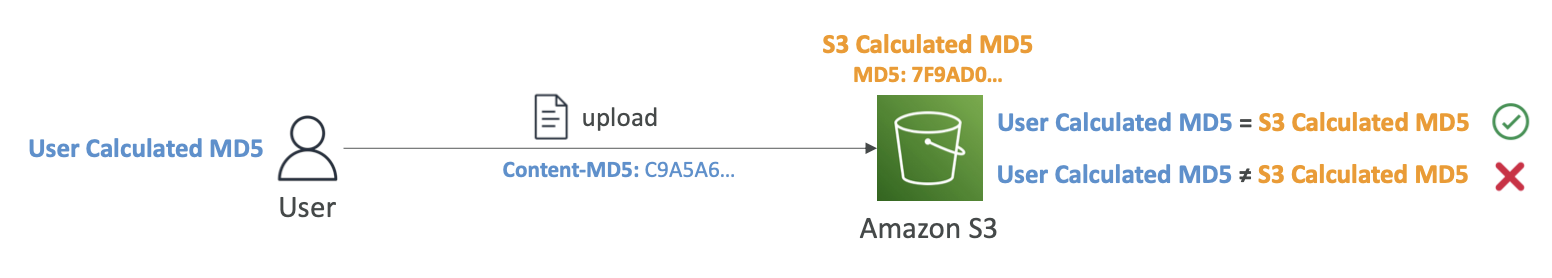 S3 Calculated MD5
MD5: 7F9AD0...
upload
User Calculated MD5 = S3 Calculated MD5
User Calculated MD5
Content-MD5: C9A5A6...
User Calculated MD5 ≠ S3 Calculated MD5
User
Amazon S3